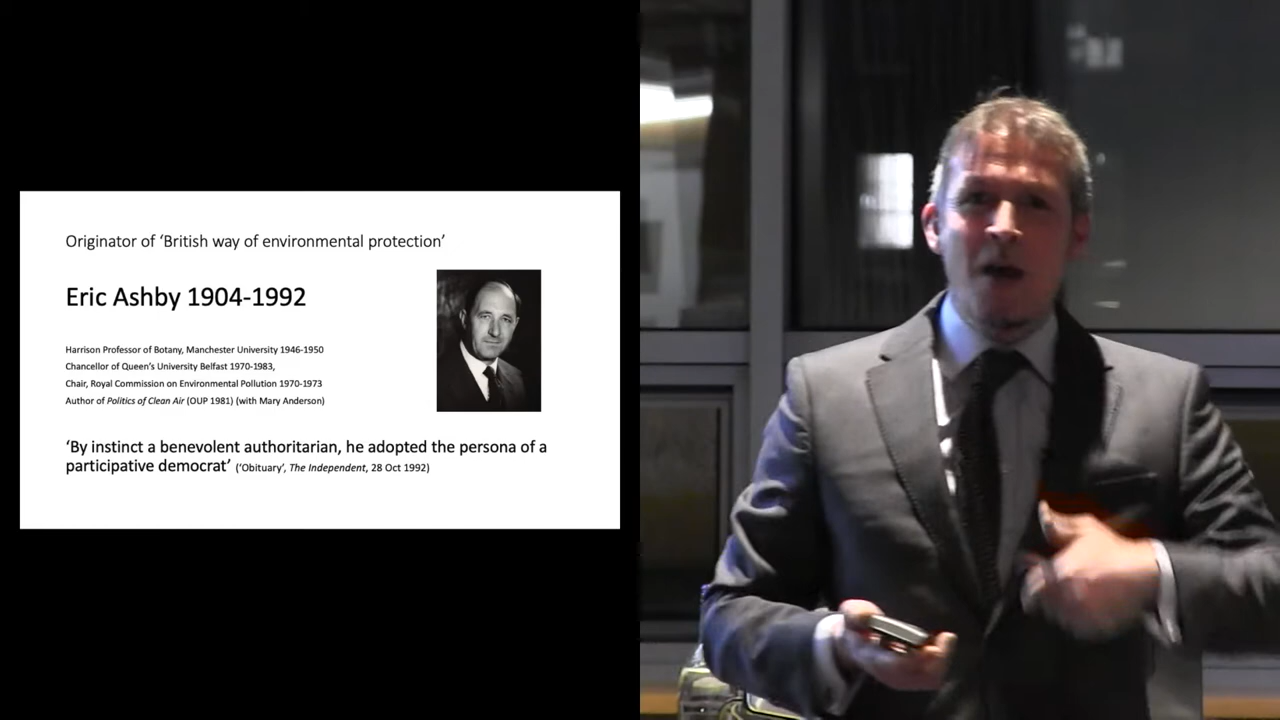 Originator of ‘British way of environmental protection’
Eric Ashby 1904-1992
Harrison Professor of Botany, Manchester University 1946-1950
Chancellor of Queen’s University Belfast 1970-1983,
Chair, Royal Commission on Environmental Pollution 1970-1973
Author of Politics of Clean Air (OUP 1981) (with Mary Anderson)
‘By instinct a benevolent authoritarian, he adopted the persona of a
participative democrat’ (‘Obituary’, The Independent, 28 Oct 1992)